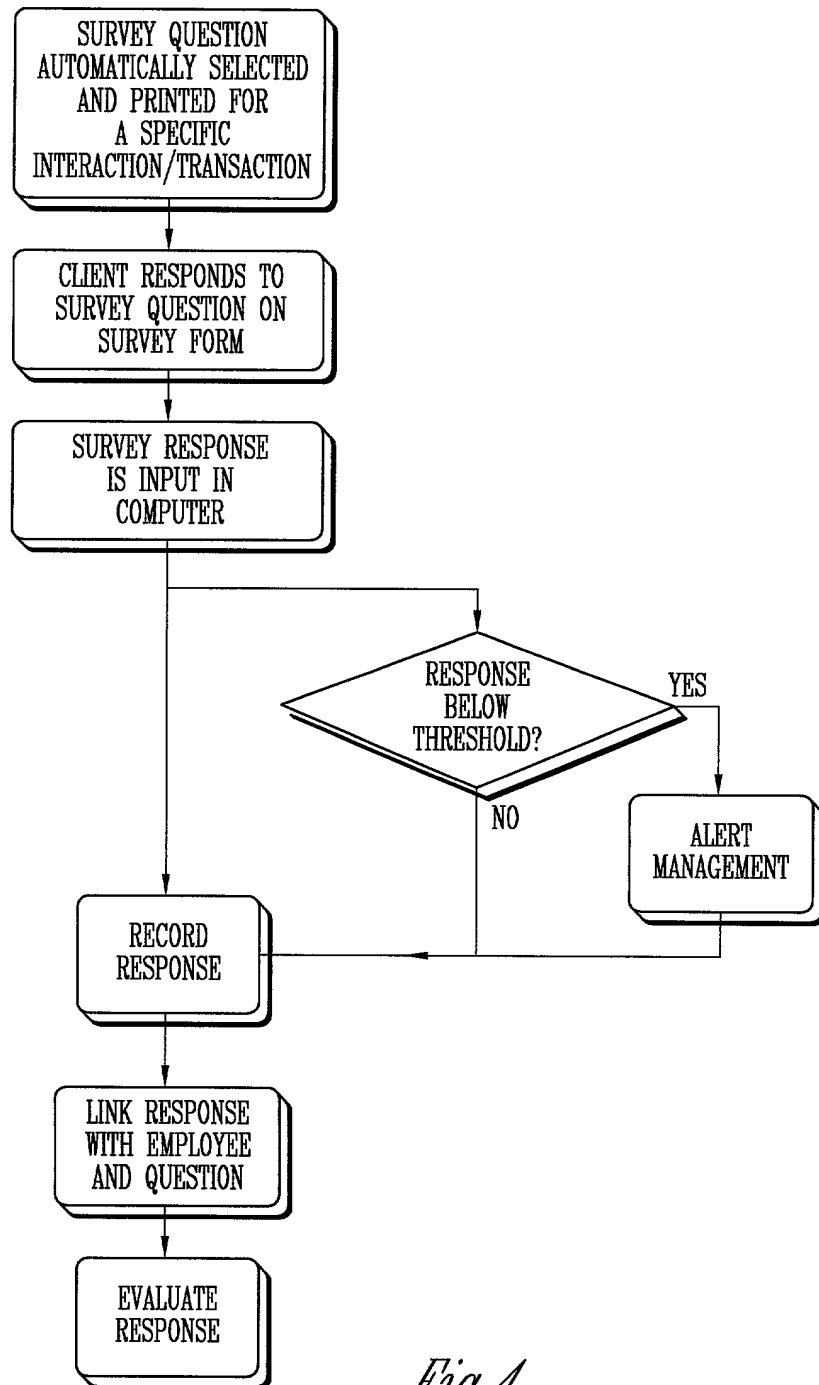 SURVEY QUESTION
AUTOMATICALLY SELECTED
AND PRINTED FOR
A SPECIFIC
INTERACTION/TRANSACTION
CLIENT RESPONDS TO
SURVEY QUESTION ON
SURVEY FORM
SURVEY RESPONSE
IS INPUT IN
COMPUTER
RESPONSE
BELOW
THRESHOLD?
YES
NO
ALERT
MANAGEMENT
RECORD
RESPONSE
LINK RESPONSE
WITH EMPLOYEE
AND QUESTION
EVALUATE
RESPONSE
Fig. 1